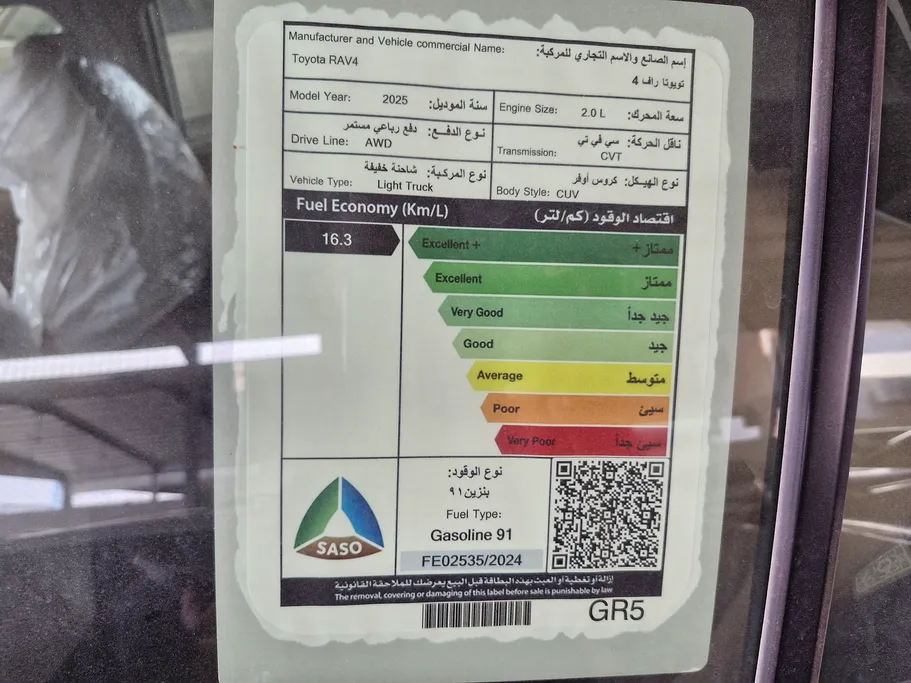 Manufacturer and Vehicle commercial Name: إسم الصانع والاسم التجاري للمركبة:
Toyota RAV4 تويوتا راف 4
Model Year: 2025 سنة الموديل:
Engine Size: 2.0 L سعة المحرك:
نوع الدفع: دفع رباعي مستمر
Drive Line: AWD
ناقل الحركة: سي في تي
Transmission: CVT
نوع المركبة: شاحنة خفيفة
Vehicle Type: Light Truck
نوع الهيكل: كروس أوفر
Body Style: CUV
Fuel Economy (Km/L) اقتصاد الوقود (كم/لتر)
16.3
Excellent + ممتاز +
Excellent ممتاز
Very Good جيد جداً
Good جيد
Average متوسط
Poor سيئ
Very Poor سيئ جداً
SASO
نوع الوقود:
بنزين ٩١
Fuel Type:
Gasoline 91
FE02535/2024
إزالة أو تغطية أو العبث بهذه البطاقة قبل البيع يعرضك للملاحقة القانونية
The removal, covering or damaging of this label before sale is punishable by law
GR5